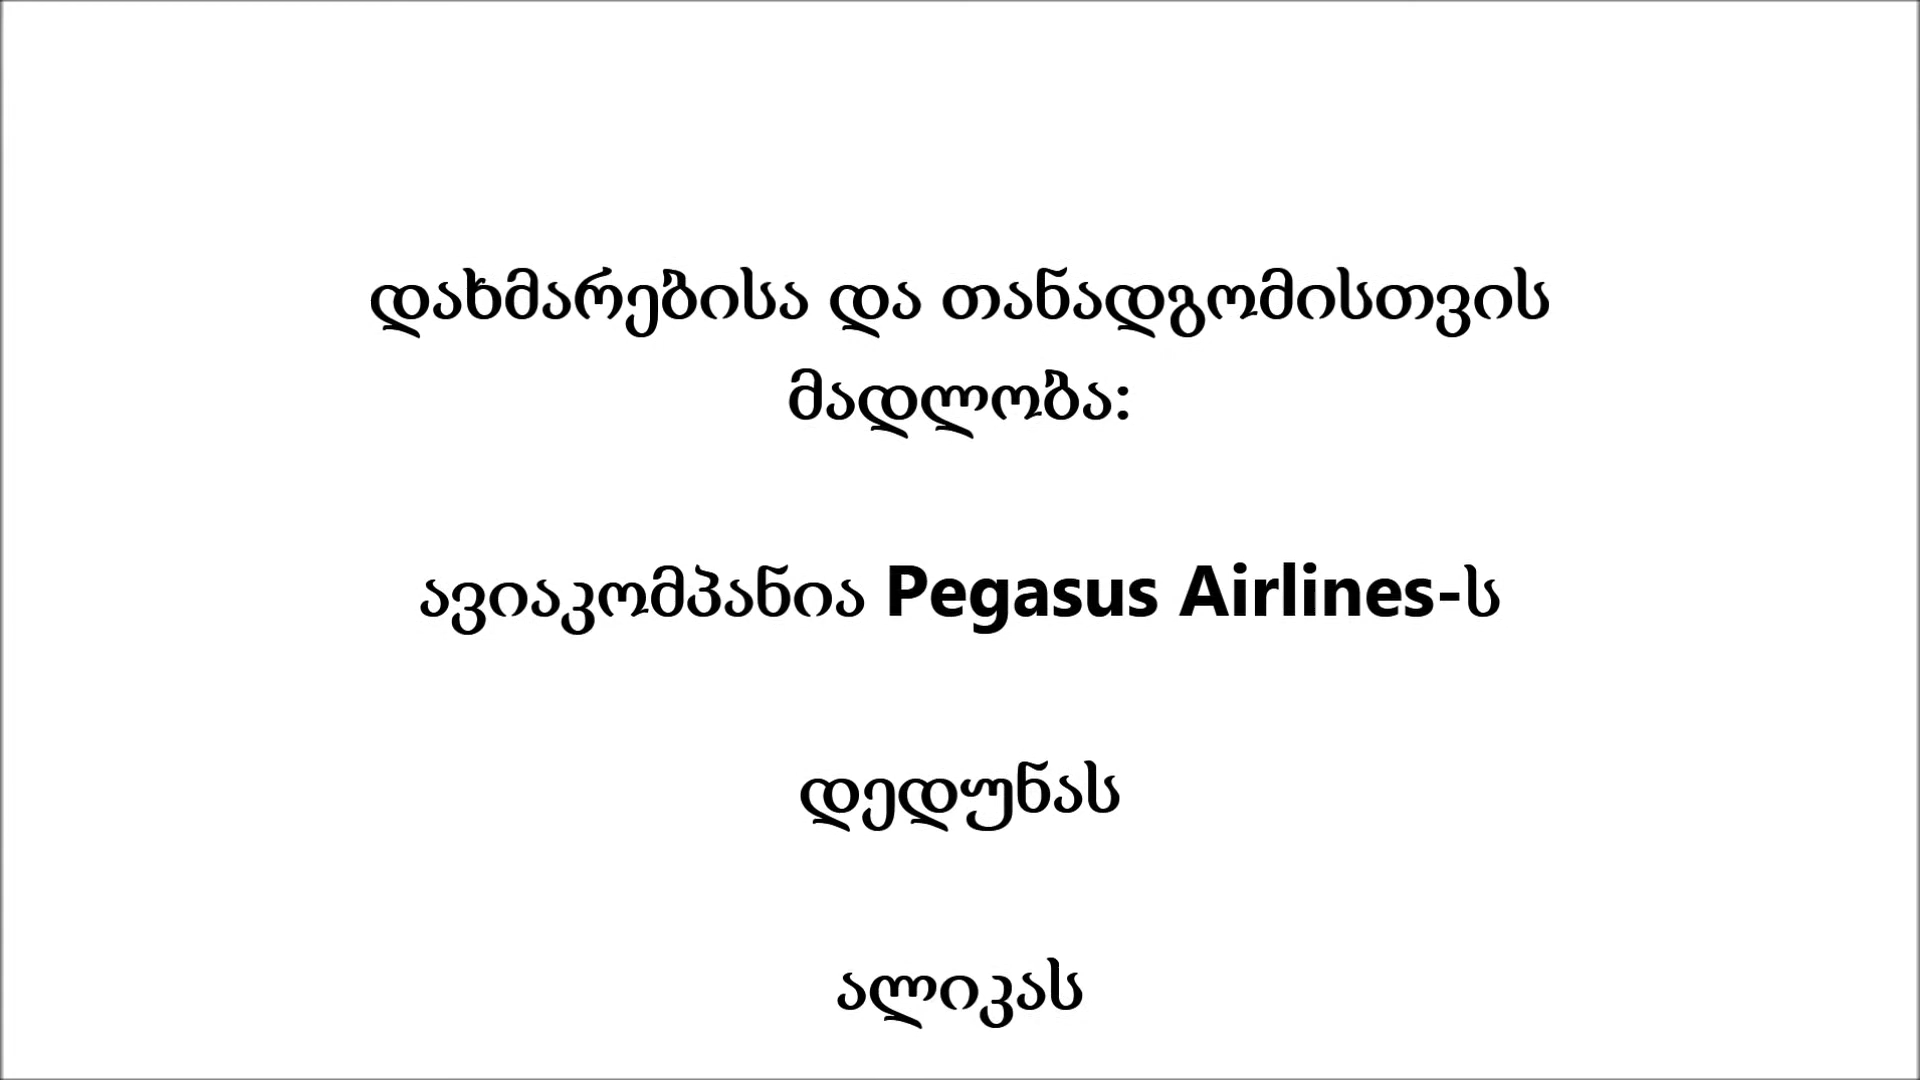 დახმარებისა და თანადგომისთვის
მადლობა:
ავიაკომპანია Pegasus Airlines-ს
დედუნას
ალიკას